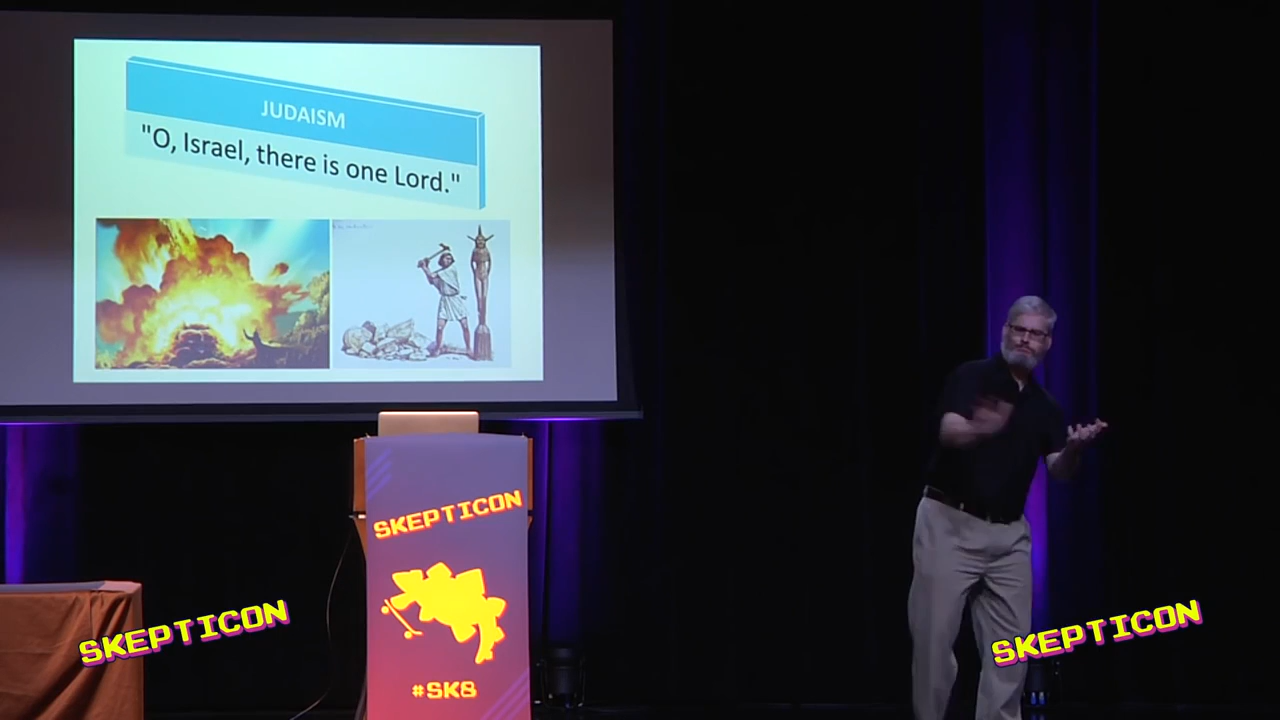 JUDAISM
"O, Israel, there is one Lord."
SKEPTICON
#SK8
SKEPTICON
SKEPTICON